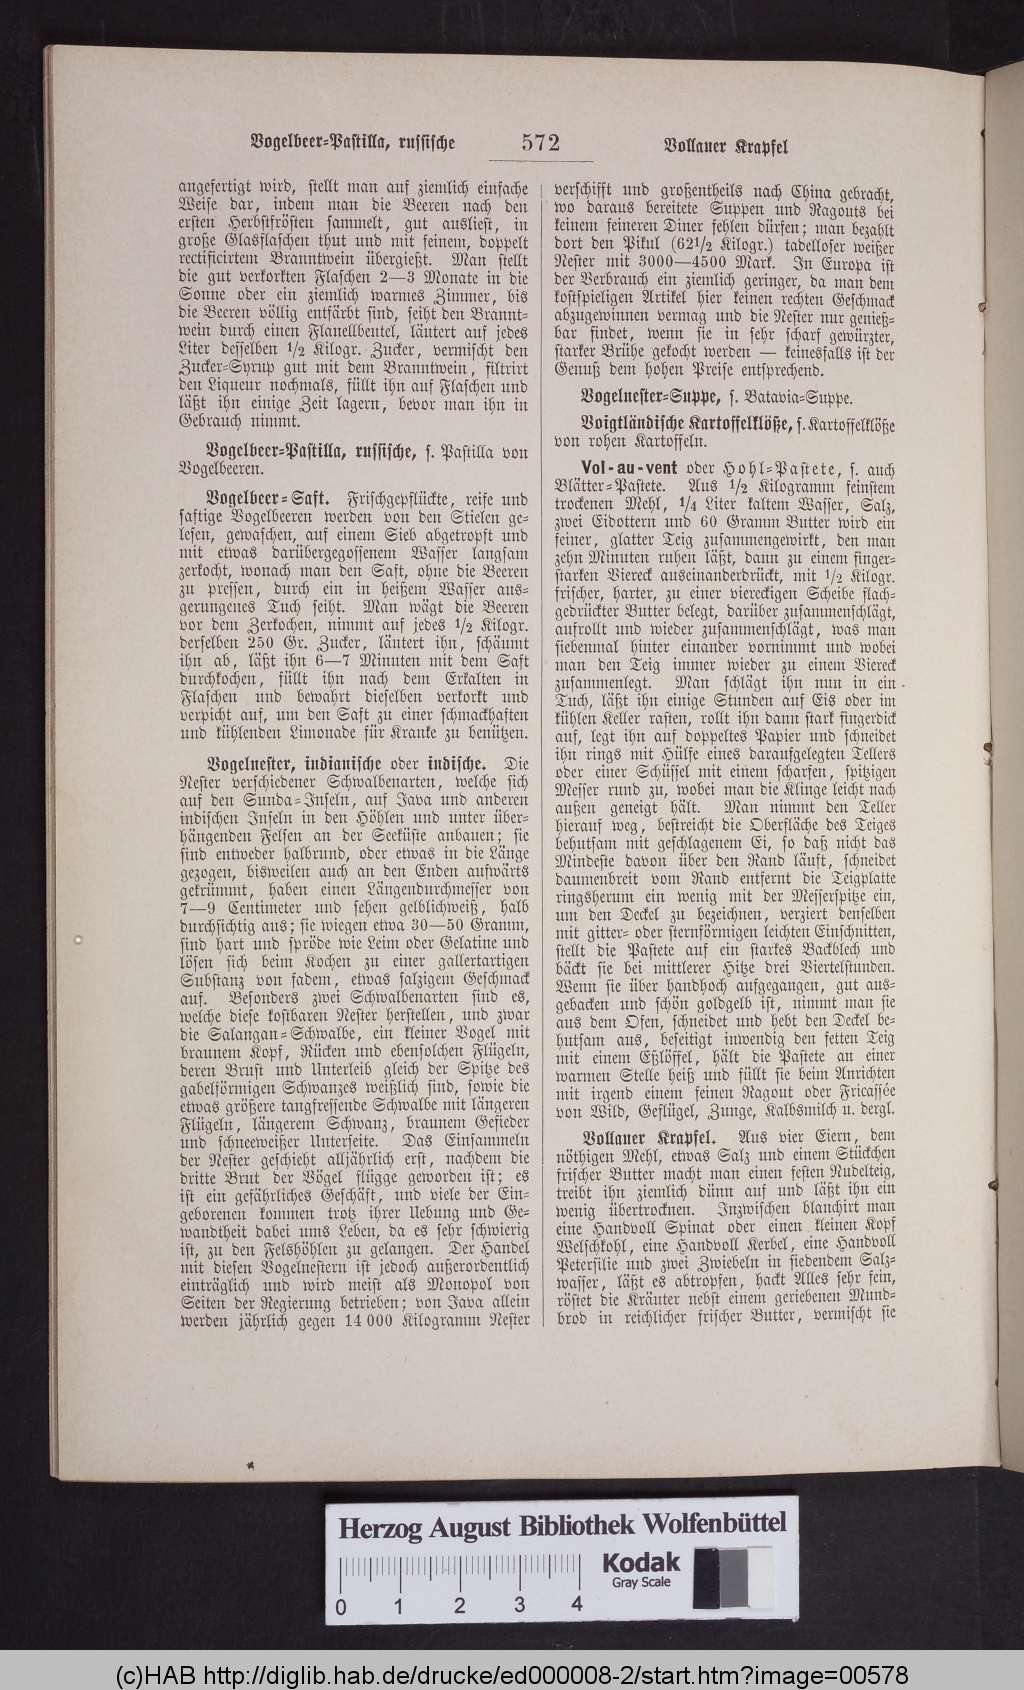 Vogelbeer-Pastilla, russische 572 Vollauer Krapfel
angefertigt wird, stellt man auf ziemlich einfache
Weise dar, indem man die Beeren nach den
ersten Herbstfrösten sammelt, gut ausliest, in
große Glasflaschen thut und mit feinem, doppelt
rectificirtem Branntwein übergießt. Man stellt
die gut verkorkten Flaschen 2—3 Monate in die
Sonne oder ein ziemlich warmes Zimmer, bis
die Beeren völlig entfärbt sind, seiht den Brannt-
wein durch einen Flanellbeutel, läutert auf jedes
Liter desselben 1/2 Kilogr. Zucker, vermischt den
Zucker-Syrup gut mit dem Branntwein, filtrirt
den Liqueur nochmals, füllt ihn auf Flaschen und
läßt ihn einige Zeit lagern, bevor man ihn in
Gebrauch nimmt.
Vogelbeer-Pastilla, russische, s. Pastilla von
Vogelbeeren.
Vogelbeer-Saft. Frischgepflückte, reife und
saftige Vogelbeeren werden von den Stielen ge-
lesen, gewaschen, auf einem Sieb abgetropft und
mit etwas darübergegossenem Wasser langsam
zerkocht, wonach man den Saft, ohne die Beeren
zu pressen, durch ein in heißem Wasser aus-
gerungenes Tuch seiht. Man wägt die Beeren
vor dem Zerkochen, nimmt auf jedes 1/2 Kilogr.
derselben 250 Gr. Zucker, läutert ihn, schäumt
ihn ab, läßt ihn 6—7 Minuten mit dem Saft
durchkochen, füllt ihn nach dem Erkalten in
Flaschen und bewahrt dieselben verkorkt und
verpicht auf, um den Saft zu einer schmackhaften
und kühlenden Limonade für Kranke zu benützen.
Vogelnester, indianische oder indische. Die
Nester verschiedener Schwalbenarten, welche sich
auf den Sunda-Inseln, auf Java und anderen
indischen Inseln in den Höhlen und unter über-
hängenden Felsen an der Seeküste anbauen; sie
sind entweder halbrund, oder etwas in die Länge
gezogen, bisweilen auch an den Enden aufwärts
gekrümmt, haben einen Längendurchmesser von
7—9 Centimeter und sehen gelblichweiß, halb
durchsichtig aus; sie wiegen etwa 30—50 Gramm,
sind hart und spröde wie Leim oder Gelatine und
lösen sich beim Kochen zu einer gallertartigen
Substanz von fadem, etwas salzigem Geschmack
auf. Besonders zwei Schwalbenarten sind es,
welche diese kostbaren Nester herstellen, und zwar
die Salangan-Schwalbe, ein kleiner Vogel mit
braunem Kopf, Rücken und ebensolchen Flügeln,
deren Brust und Unterleib gleich der Spitze des
gabelförmigen Schwanzes weißlich sind, sowie die
etwas größere tangfressende Schwalbe mit längeren
Flügeln, längerem Schwanz, braunem Gefieder
und schneeweißer Unterseite. Das Einsammeln
der Nester geschieht alljährlich erst, nachdem die
dritte Brut der Vögel flügge geworden ist; es
ist ein gefährliches Geschäft, und viele der Ein-
geborenen kommen trotz ihrer Uebung und Ge-
wandtheit dabei ums Leben, da es sehr schwierig
ist, zu den Felshöhlen zu gelangen. Der Handel
mit diesen Vogelnestern ist jedoch außerordentlich
einträglich und wird meist als Monopol von
Seiten der Regierung betrieben; von Java allein
werden jährlich gegen 14 000 Kilogramm Nester
verschifft und großentheils nach China gebracht,
wo daraus bereitete Suppen und Ragouts bei
keinem feineren Diner fehlen dürfen; man bezahlt
dort den Pikul (62 1/2 Kilogr.) tadelloser weißer
Nester mit 3000—4500 Mark. In Europa ist
der Verbrauch ein ziemlich geringer, da man dem
kostspieligen Artikel hier keinen rechten Geschmack
abzugewinnen vermag und die Nester nur genieß-
bar findet, wenn sie in sehr scharf gewürzter,
starker Brühe gekocht werden — keinesfalls ist der
Genuß dem hohen Preise entsprechend.
Vogelnester-Suppe, s. Batavia-Suppe.
Voigtländische Kartoffelklöße, s. Kartoffelklöße
von rohen Kartoffeln.
Vol-au-vent oder Hohl-Pastete, s. auch
Blätter-Pastete. Aus 1/2 Kilogramm feinstem
trockenen Mehl, 1/4 Liter kaltem Wasser, Salz,
zwei Eidottern und 60 Gramm Butter wird ein
feiner, glatter Teig zusammengewirkt, den man
zehn Minuten ruhen läßt, dann zu einem finger-
starken Viereck auseinanderdrückt, mit 1/2 Kilogr.
frischer, harter, zu einer viereckigen Scheibe flach-
gedrückter Butter belegt, darüber zusammenschlägt,
aufrollt und wieder zusammenschlägt, was man
siebenmal hinter einander vornimmt und wobei
man den Teig immer wieder zu einem Viereck
zusammenlegt. Man schlägt ihn nun in ein
Tuch, läßt ihn einige Stunden auf Eis oder im
kühlen Keller rasten, rollt ihn dann stark fingerdick
auf, legt ihn auf doppeltes Papier und schneidet
ihn rings mit Hülfe eines daraufgelegten Tellers
oder einer Schüssel mit einem scharfen, spitzigen
Messer rund zu, wobei man die Klinge leicht nach
außen geneigt hält. Man nimmt den Teller
hierauf weg, bestreicht die Oberfläche des Teiges
behutsam mit geschlagenem Ei, so daß nicht das
Mindeste davon über den Rand läuft, schneidet
daumenbreit vom Rand entfernt die Teigplatte
ringsherum ein wenig mit der Messerspitze ein,
um den Deckel zu bezeichnen, verziert denselben
mit gitter- oder sternförmigen leichten Einschnitten,
stellt die Pastete auf ein starkes Backblech und
bäckt sie bei mittlerer Hitze drei Viertelstunden.
Wenn sie über handhoch aufgegangen, gut aus-
gebacken und schön goldgelb ist, nimmt man sie
aus dem Ofen, schneidet und hebt den Deckel be-
hutsam aus, beseitigt inwendig den fetten Teig
mit einem Eßlöffel, hält die Pastete an einer
warmen Stelle heiß und füllt sie beim Anrichten
mit irgend einem feinen Ragout oder Fricassée
von Wild, Geflügel, Zunge, Kalbsmilch u. dergl.
Vollauer Krapfel. Aus vier Eiern, dem
nöthigen Mehl, etwas Salz und einem Stückchen
frischer Butter macht man einen festen Nudelteig,
treibt ihn ziemlich dünn auf und läßt ihn ein
wenig übertrocknen. Inzwischen blanchirt man
eine Handvoll Spinat oder einen kleinen Kopf
Welschkohl, eine Handvoll Kerbel, eine Handvoll
Petersilie und zwei Zwiebeln in siedendem Salz-
wasser, läßt es abtropfen, hackt Alles sehr fein,
röstet die Kräuter nebst einem geriebenen Mund-
brod in reichlicher frischer Butter, vermischt sie
Herzog August Bibliothek Wolfenbüttel
Kodak
Gray Scale
0 1 2 3 4
(c)HAB http://diglib.hab.de/drucke/ed000008-2/start.htm?image=00578